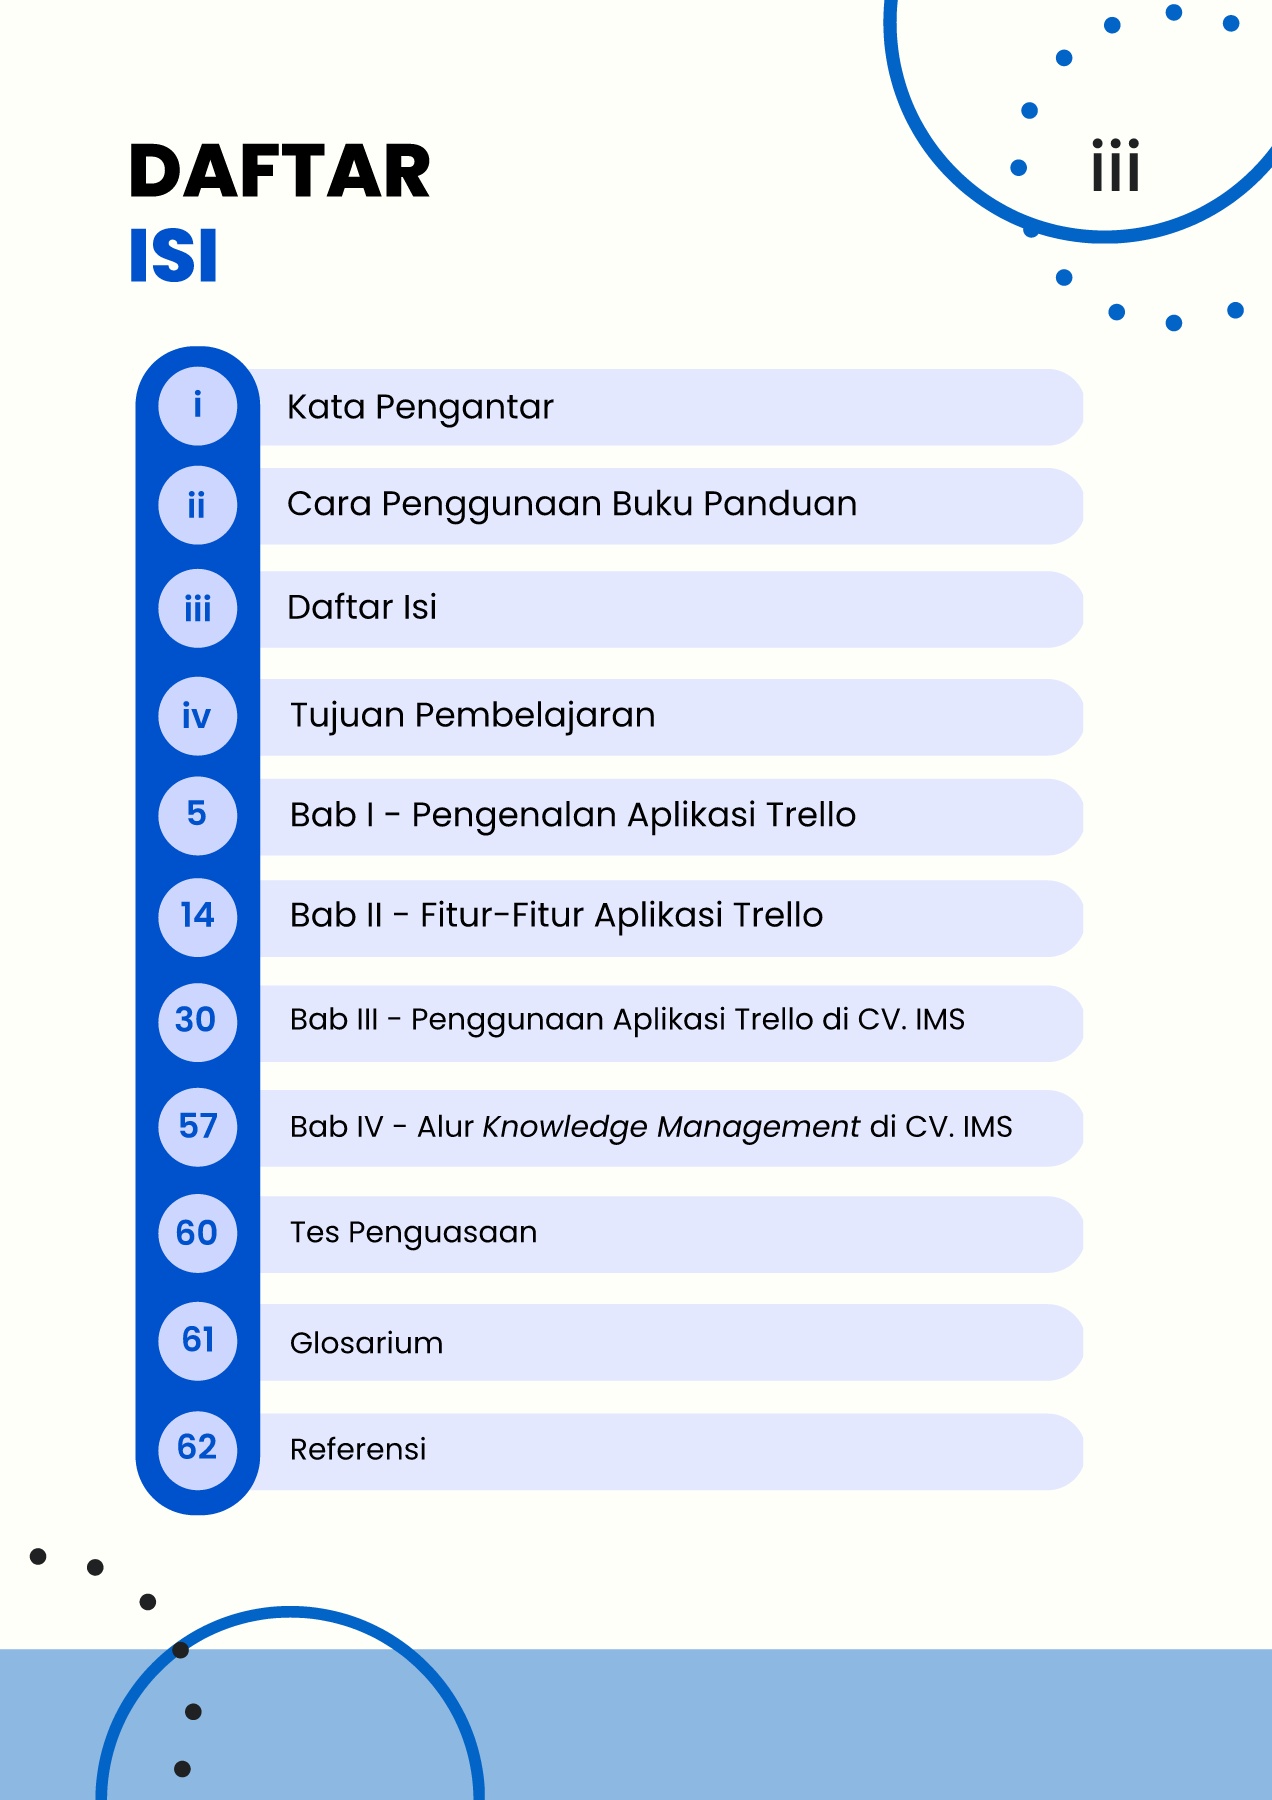 iii
DAFTAR
ISI
i Kata Pengantar
ii Cara Penggunaan Buku Panduan
iii Daftar Isi
iv Tujuan Pembelajaran
5 Bab I - Pengenalan Aplikasi Trello
14 Bab II - Fitur-Fitur Aplikasi Trello
30 Bab III - Penggunaan Aplikasi Trello di CV. IMS
57 Bab IV - Alur Knowledge Management di CV. IMS
60 Tes Penguasaan
61 Glosarium
62 Referensi